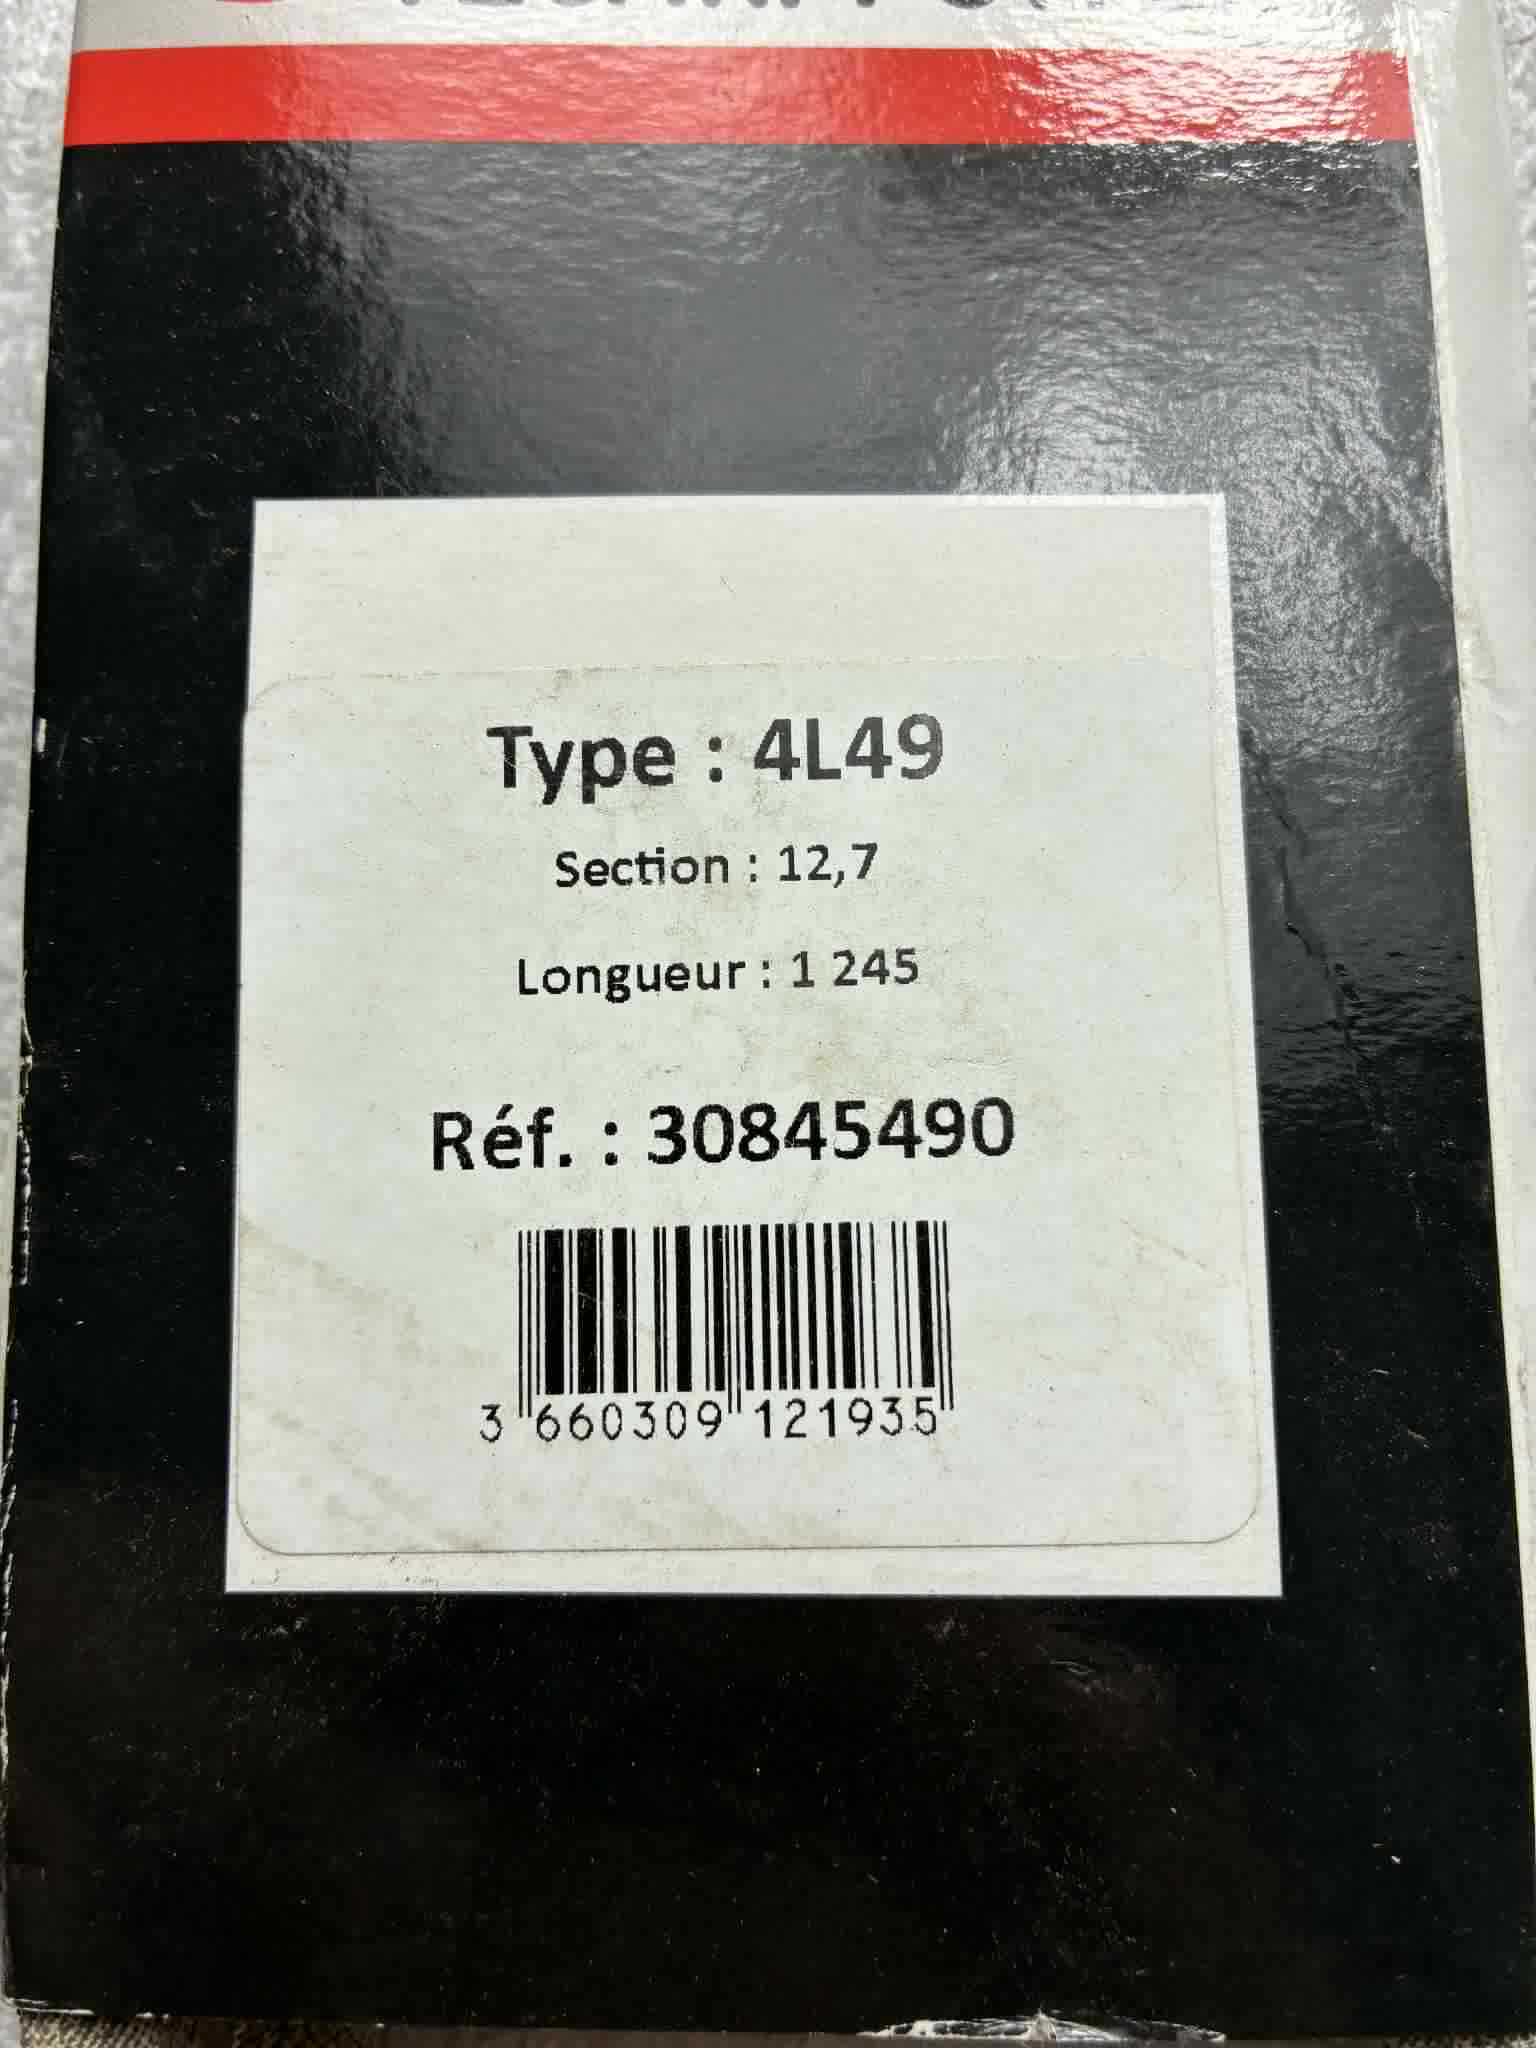 Type : 4L49
Section : 12,7
Longueur : 1 245
Réf. : 30845490
3 660309 121935